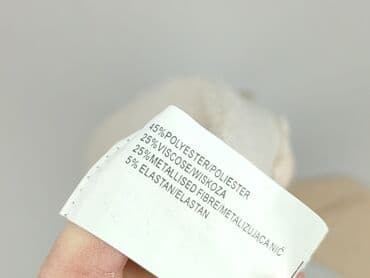 45%POLYESTER/POLIESTER
25%VISCOSE/WISKOZA
25%METALLISED FIBRE/METALIZUJĄCA NIĆ
5% ELASTAN/ELASTAN